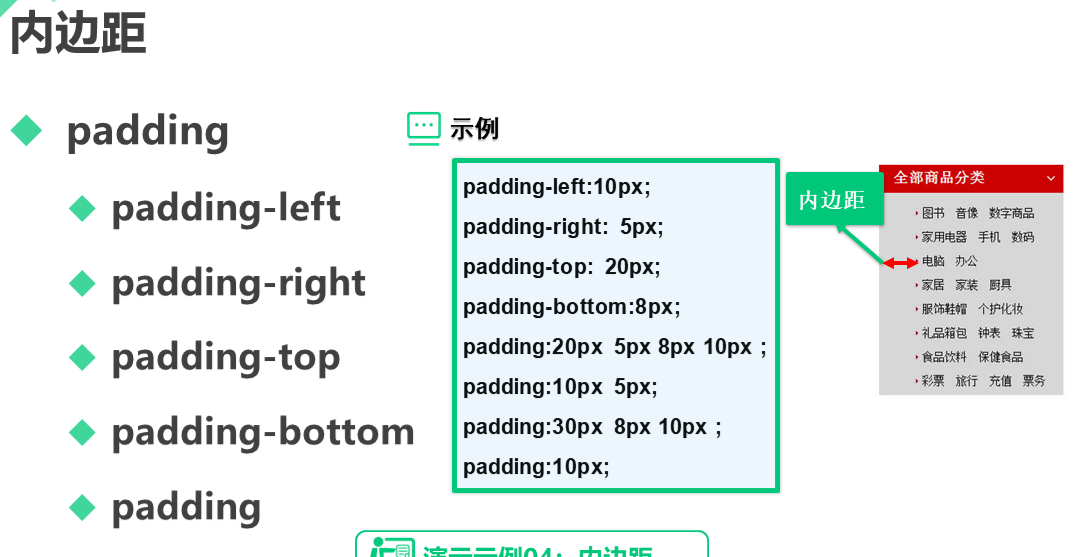 内边距
padding
padding-left
padding-right
padding-top
padding-bottom
padding
示例
padding-left:10px;
padding-right: 5px;
padding-top: 20px;
padding-bottom:8px;
padding:20px 5px 8px 10px ;
padding:10px 5px;
padding:30px 8px 10px ;
padding:10px;
内边距
全部商品分类
图书 音像 数字商品
家用电器 手机 数码
电脑 办公
家居 家装 厨具
服饰鞋帽 个护化妆
礼品箱包 钟表 珠宝
食品饮料 保健食品
彩票 旅行 充值 票务
演示示例04：内边距